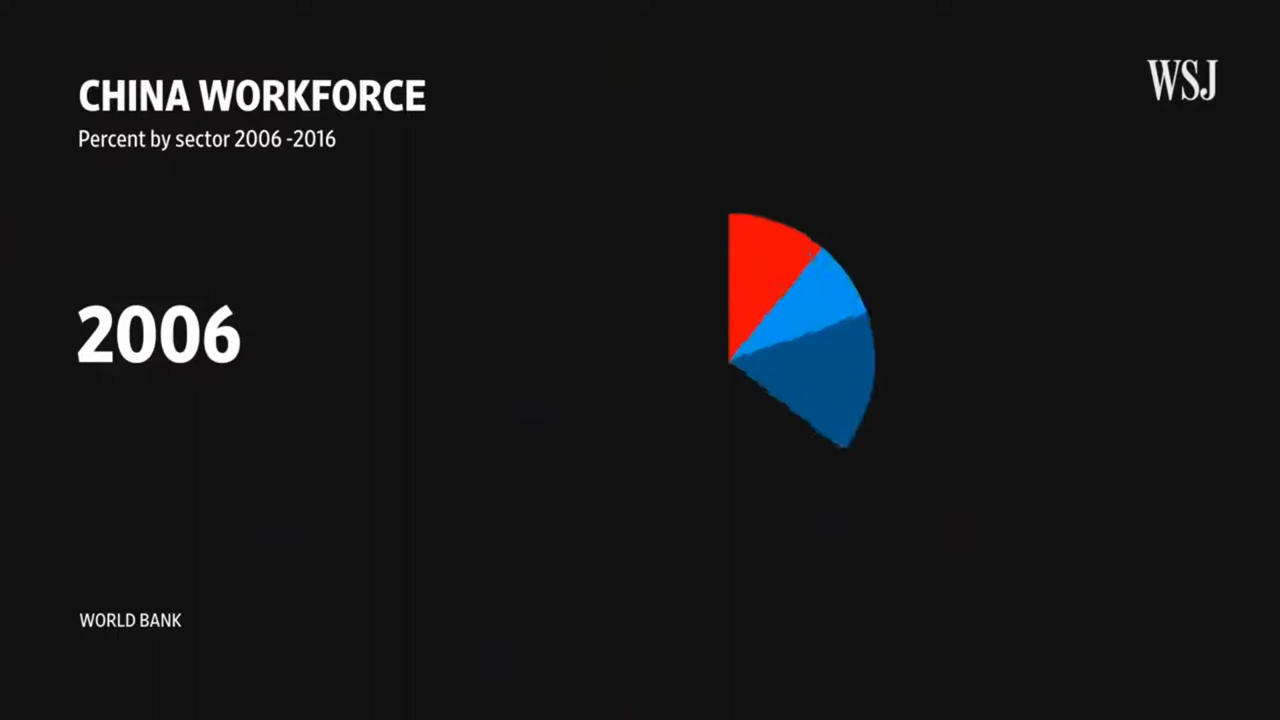 CHINA WORKFORCE
WSJ
Percent by sector 2006 -2016
2006
WORLD BANK